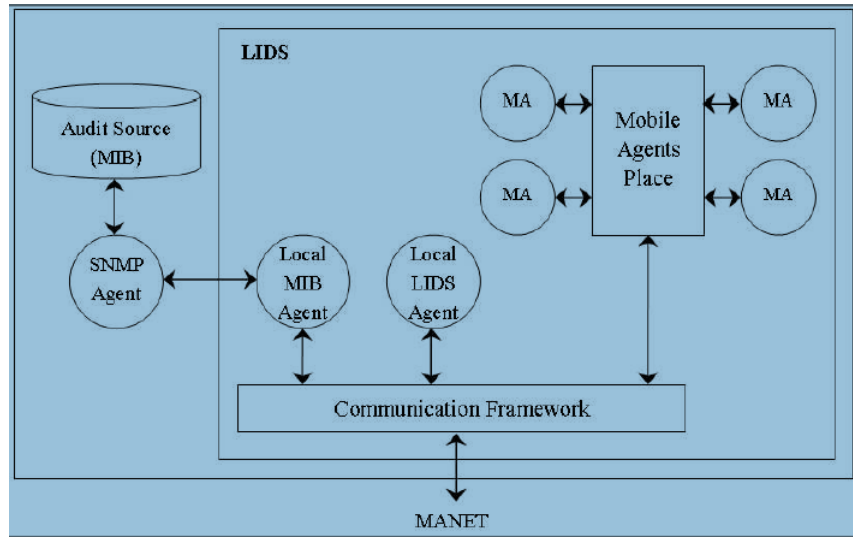 LIDS
Audit Source
(MIB)
MA
MA
Mobile
Agents
Place
MA
MA
SNMP
Agent
Local
MIB
Agent
Local
LIDS
Agent
Communication Framework
MANET